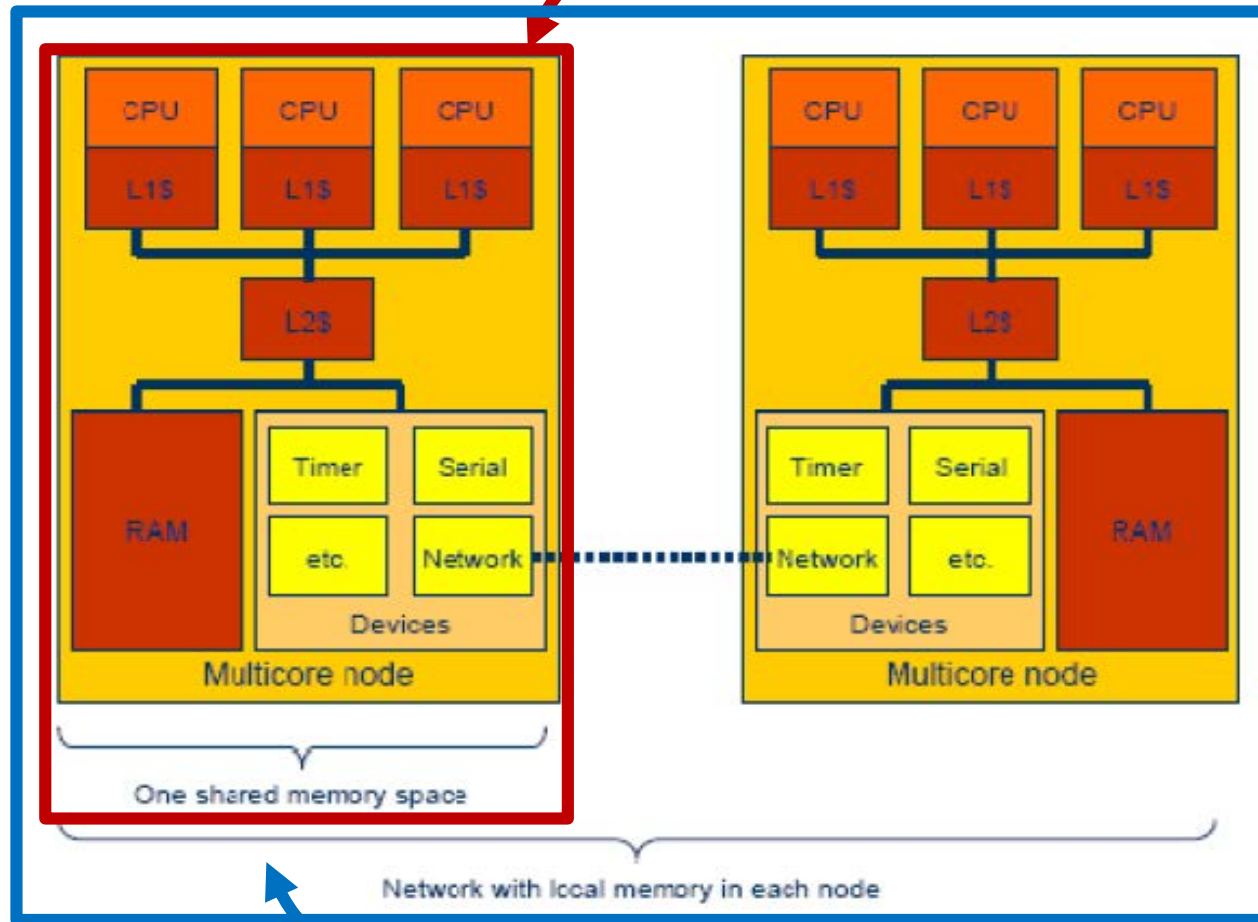 CPU CPU CPU
L1$ L1$ L1$
L2$
RAM
Timer Serial
etc. Network
Devices
Multicore node
CPU CPU CPU
L1$ L1$ L1$
L2$
Timer Serial
Network etc.
Devices
RAM
Multicore node
One shared memory space
Network with local memory in each node